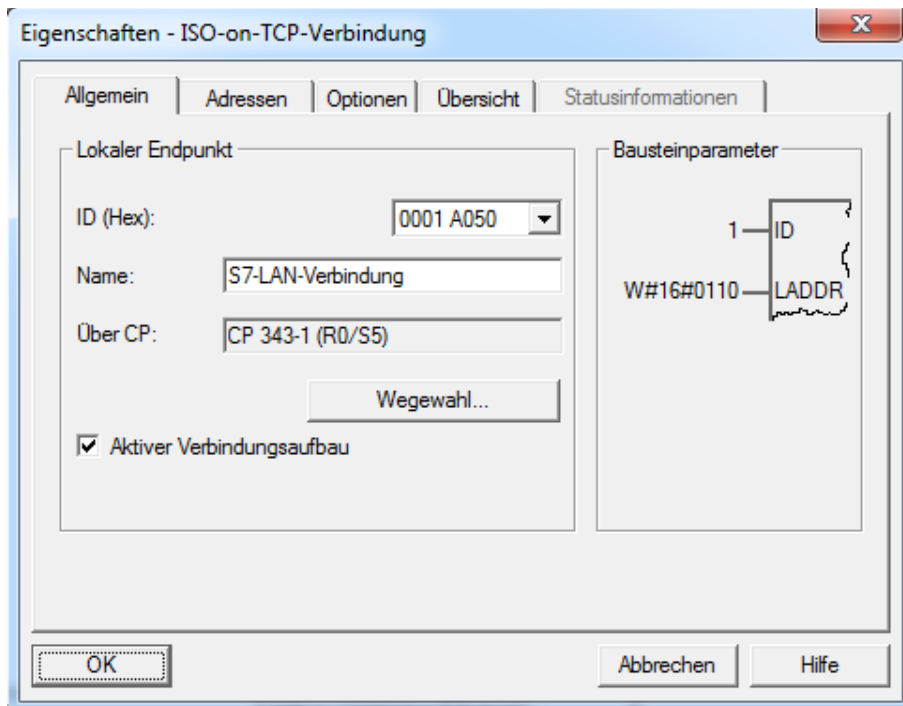 Eigenschaften - ISO-on-TCP-Verbindung
Allgemein Adressen Optionen Übersicht Statusinformationen
Lokaler Endpunkt
ID (Hex): 0001 A050
Name: S7-LAN-Verbindung
Über CP: CP 343-1 (R0/S5)
Wegewahl...
Aktiver Verbindungsaufbau
Bausteinparameter
1 ID
W#16#0110 LADDR
OK Abbrechen Hilfe